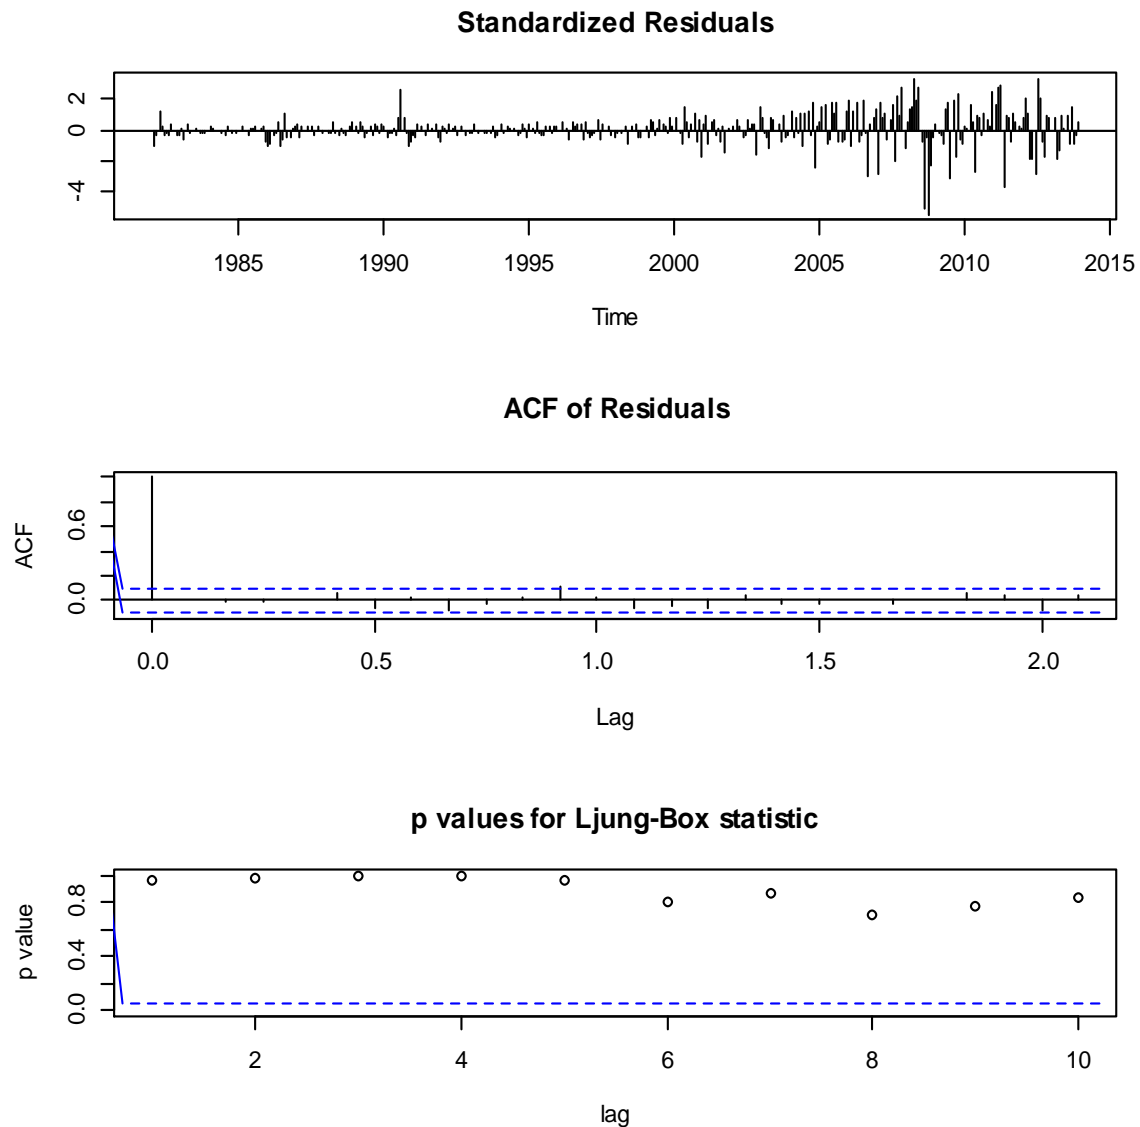 Standardized Residuals
2
0
-4
1985 1990 1995 2000 2005 2010 2015
Time
ACF of Residuals
ACF
0.6
0.0
0.0 0.5 1.0 1.5 2.0
Lag
p values for Ljung-Box statistic
p value
0.8
0.4
0.0
2 4 6 8 10
lag